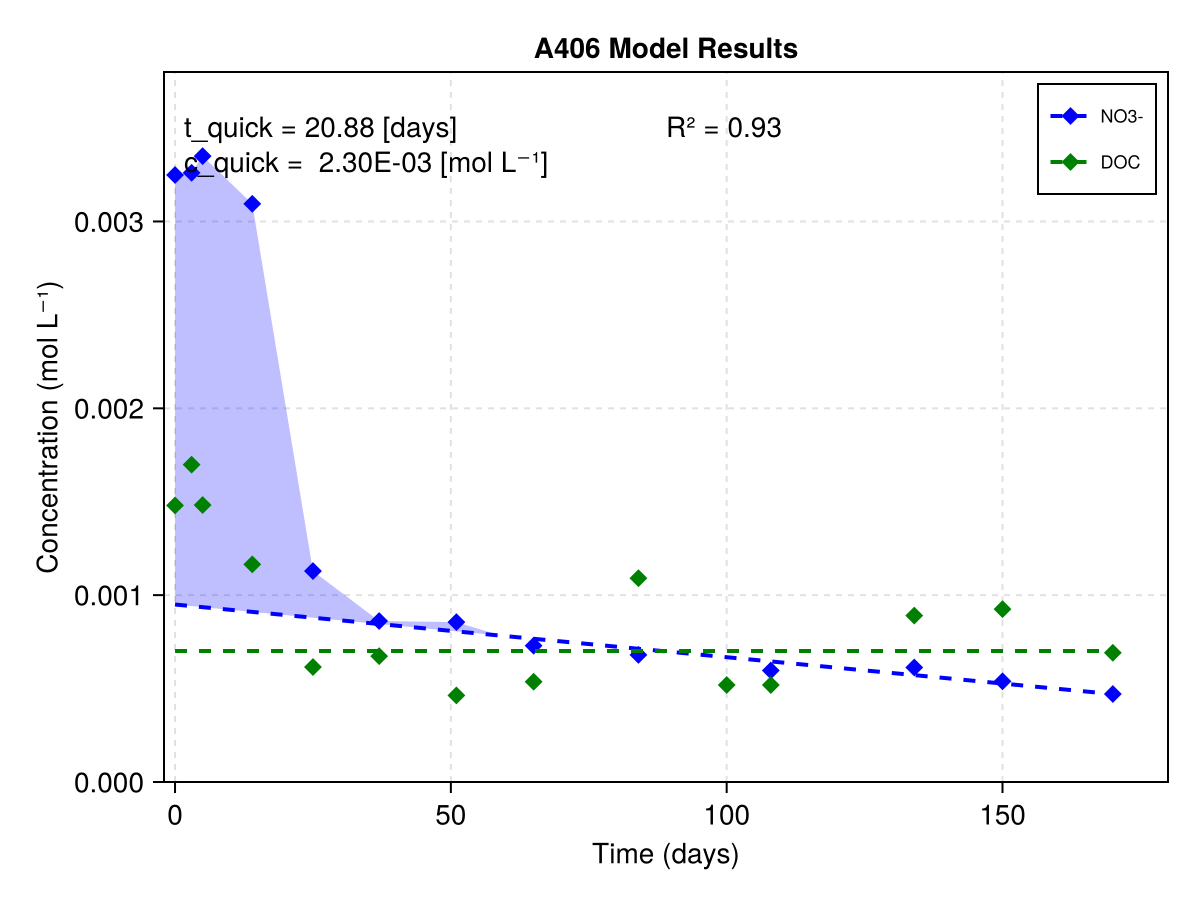 A406 Model Results
t_quick = 20.88 [days]
R² = 0.93
c_quick =  2.30E-03 [mol L⁻¹]
NO3-
DOC
Concentration (mol L⁻¹)
0.003
0.002
0.001
0.000
0
50
100
150
Time (days)